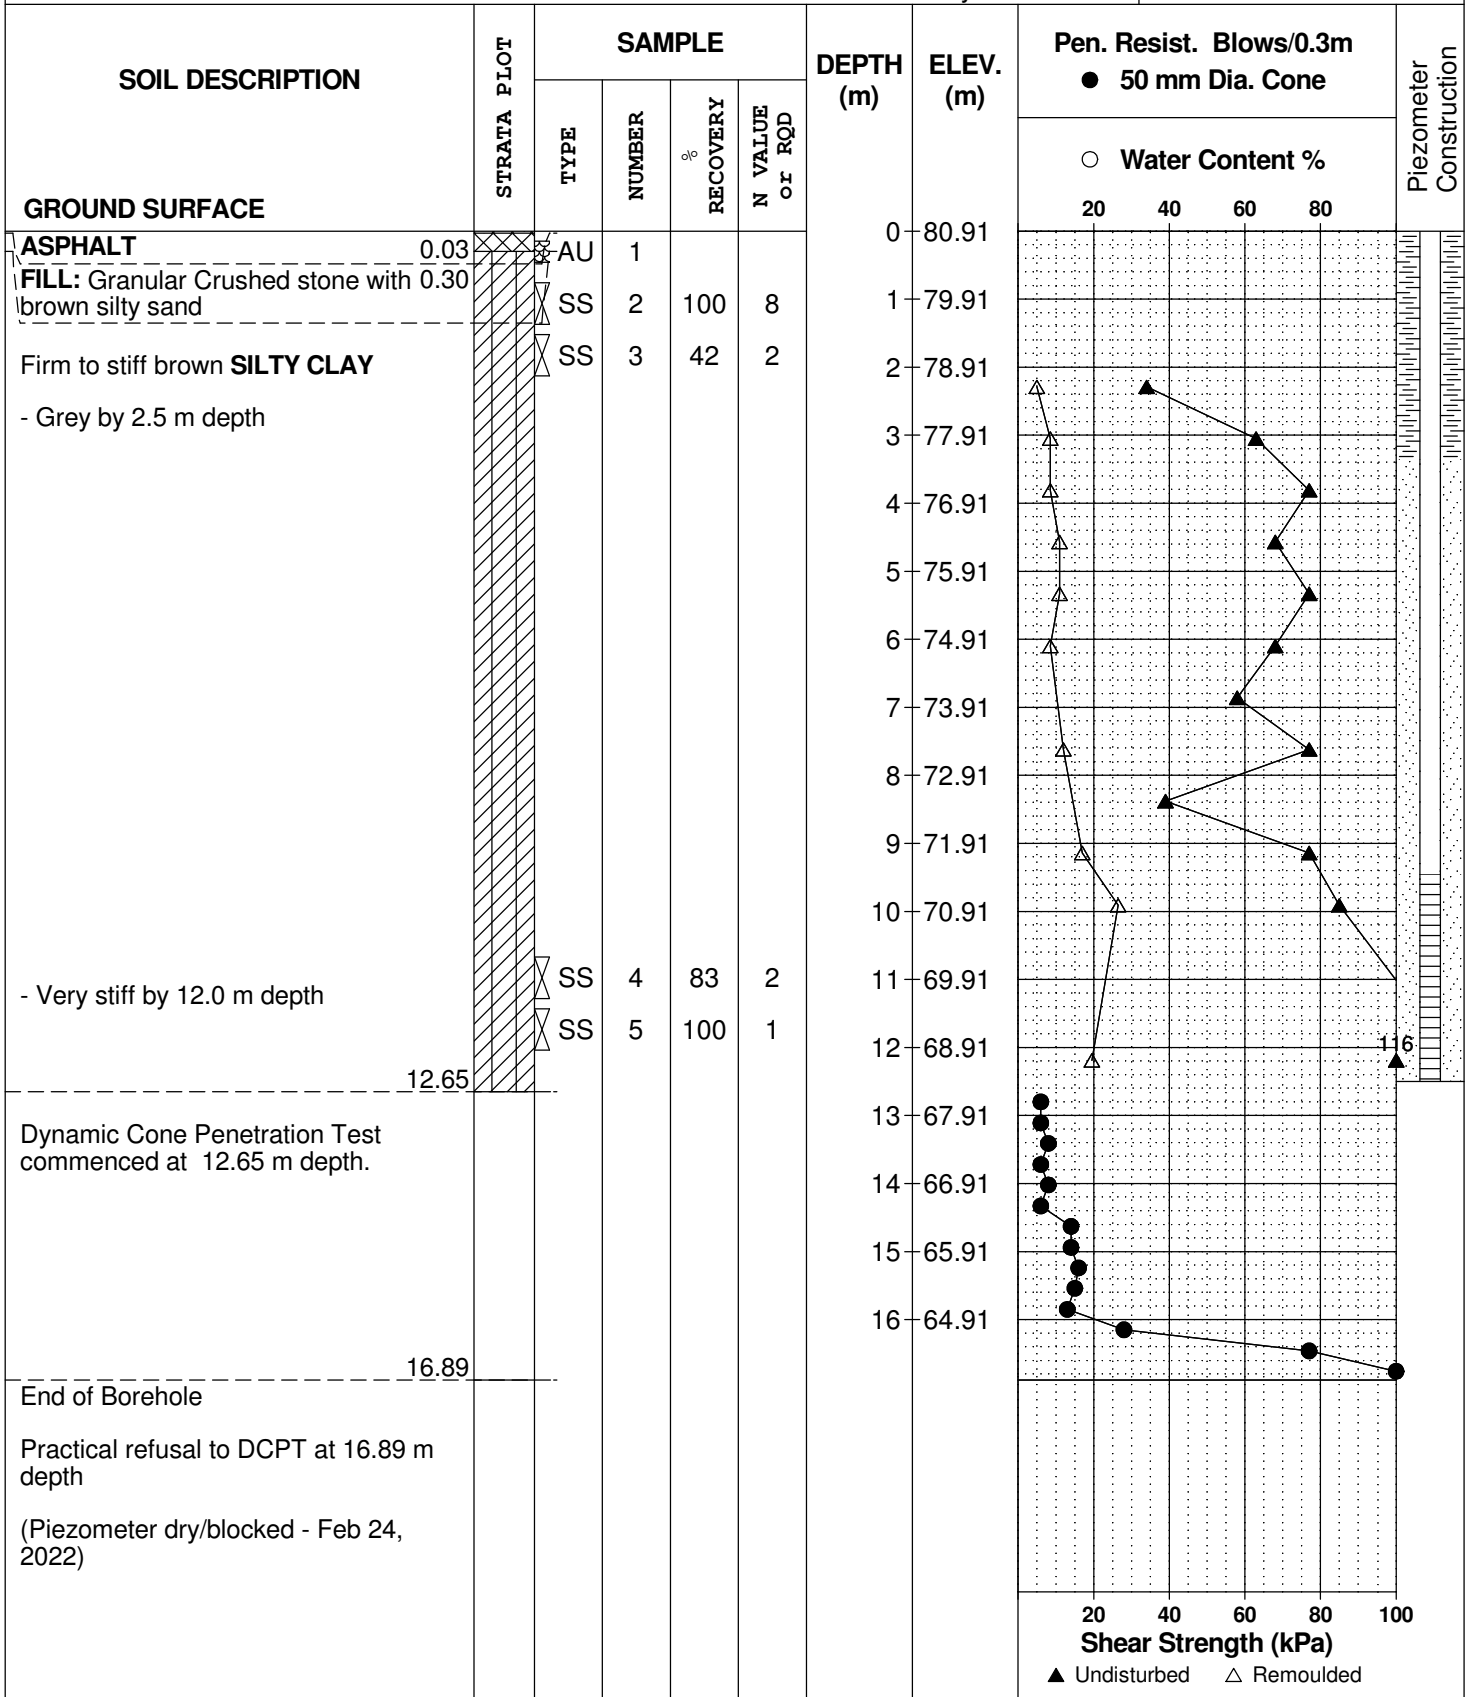 SOIL DESCRIPTION
GROUND SURFACE
STRATA PLOT
SAMPLE
TYPE
NUMBER
%
RECOVERY
N VALUE
or RQD
DEPTH
(m)
ELEV.
(m)
Pen. Resist. Blows/0.3m
● 50 mm Dia. Cone
○ Water Content %
20 40 60 80
Piezometer
Construction
ASPHALT 0.03
FILL: Granular Crushed stone with 0.30
brown silty sand
Firm to stiff brown SILTY CLAY
- Grey by 2.5 m depth
- Very stiff by 12.0 m depth
12.65
Dynamic Cone Penetration Test
commenced at 12.65 m depth.
16.89
End of Borehole
Practical refusal to DCPT at 16.89 m
depth
(Piezometer dry/blocked - Feb 24,
2022)
AU 1
SS 2 100 8
SS 3 42 2
SS 4 83 2
SS 5 100 1
0 80.91
1 79.91
2 78.91
3 77.91
4 76.91
5 75.91
6 74.91
7 73.91
8 72.91
9 71.91
10 70.91
11 69.91
12 68.91
13 67.91
14 66.91
15 65.91
16 64.91
116
20 40 60 80 100
Shear Strength (kPa)
▲ Undisturbed △ Remoulded